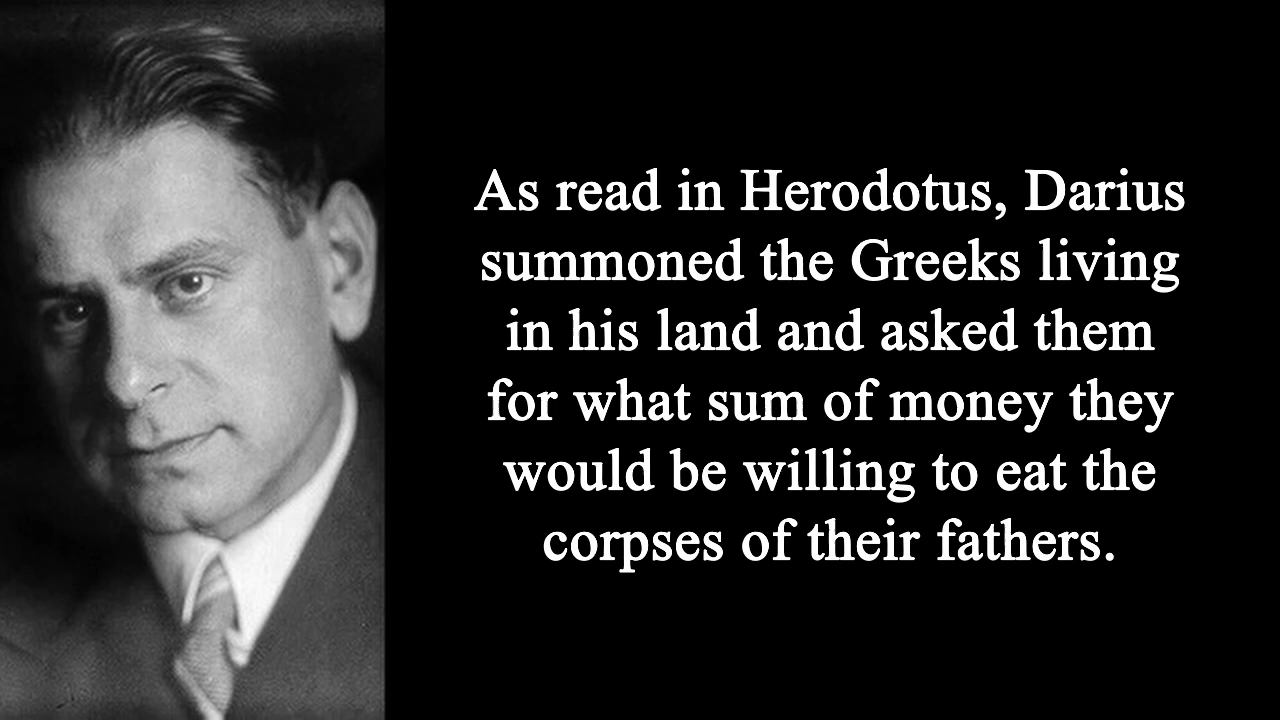 As read in Herodotus, Darius
summoned the Greeks living
in his land and asked them
for what sum of money they
would be willing to eat the
corpses of their fathers.